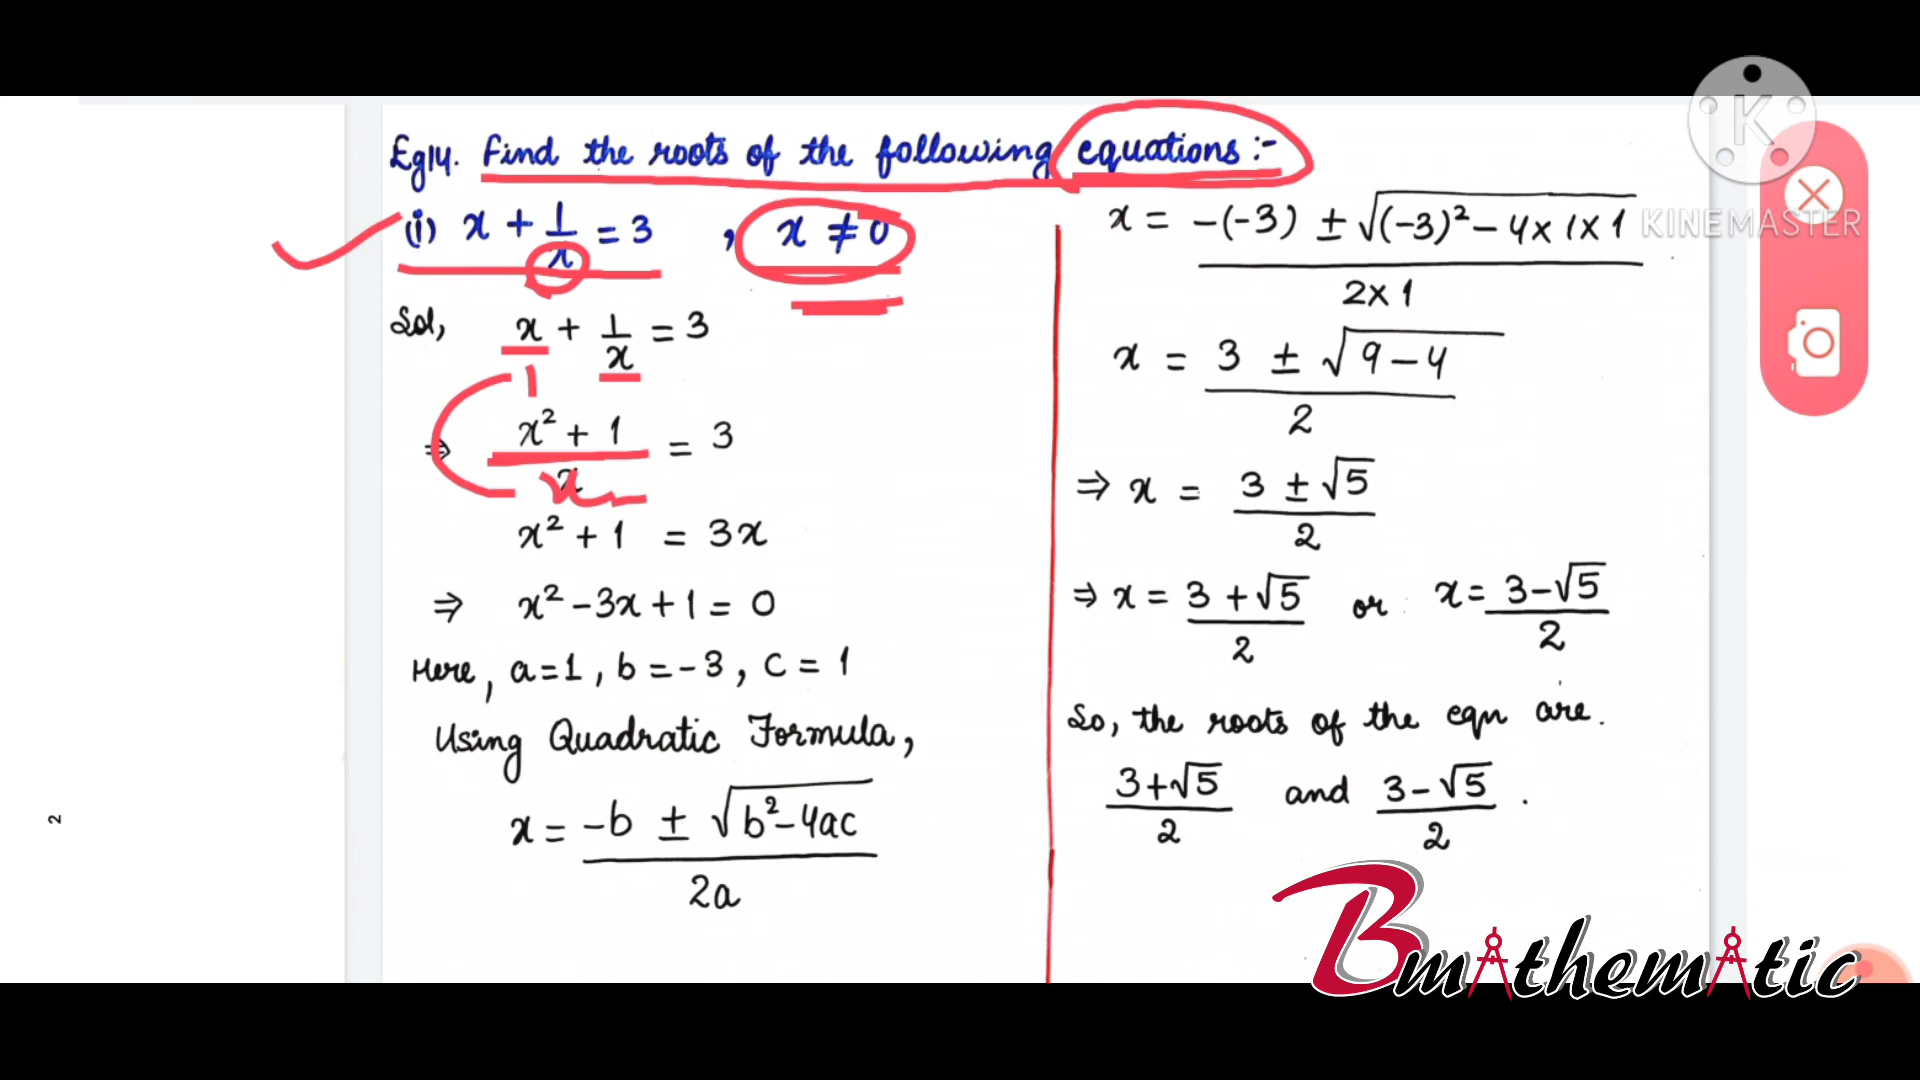 Eg14. Find the roots of the following equations :-
(i) x + 1/x = 3 , x ≠ 0
Sol, x + 1/x = 3
⇒ (x² + 1)/x = 3
x² + 1 = 3x
⇒ x² - 3x + 1 = 0
Here, a = 1, b = -3, c = 1
Using Quadratic Formula,
x = (-b ± √(b² - 4ac))/2a
x = (-(-3) ± √((-3)² - 4 x 1 x 1))/(2 x 1)
x = (3 ± √(9 - 4))/2
⇒ x = (3 ± √5)/2
⇒ x = (3 + √5)/2 or x = (3 - √5)/2
So, the roots of the eqn are.
(3 + √5)/2 and (3 - √5)/2 .
2
K
KINEMASTER
Bmathematic